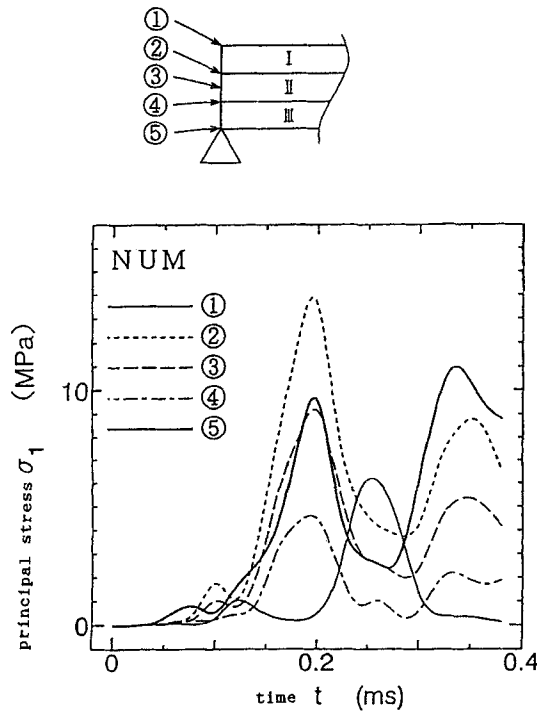 ①
②
③
④
⑤
I
II
III
NUM
①
②
③
④
⑤
principal stress σ1 (MPa)
10
0
0
0.2
0.4
time t (ms)